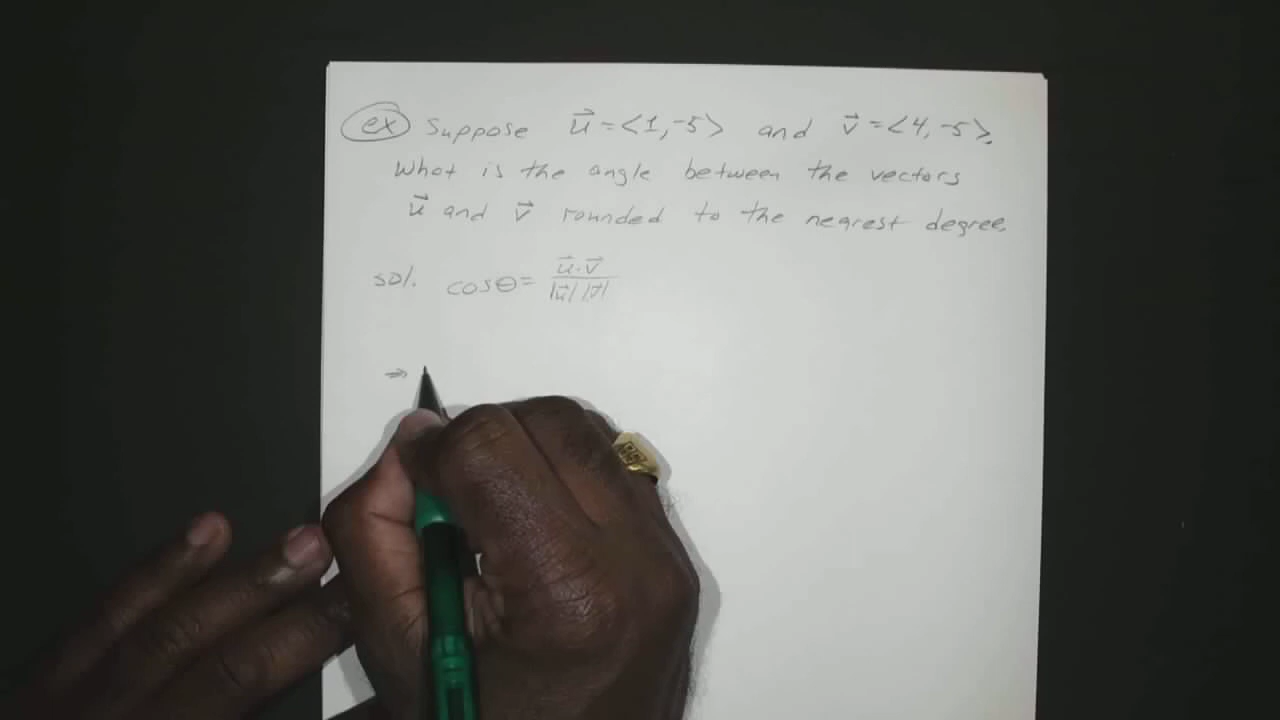 ex Suppose u⃗ = <1, -5> and v⃗ = <4, -5>.
What is the angle between the vectors
u⃗ and v⃗ rounded to the nearest degree.
sol. cosθ = u⃗·v⃗ / |u⃗| |v⃗|
⇒